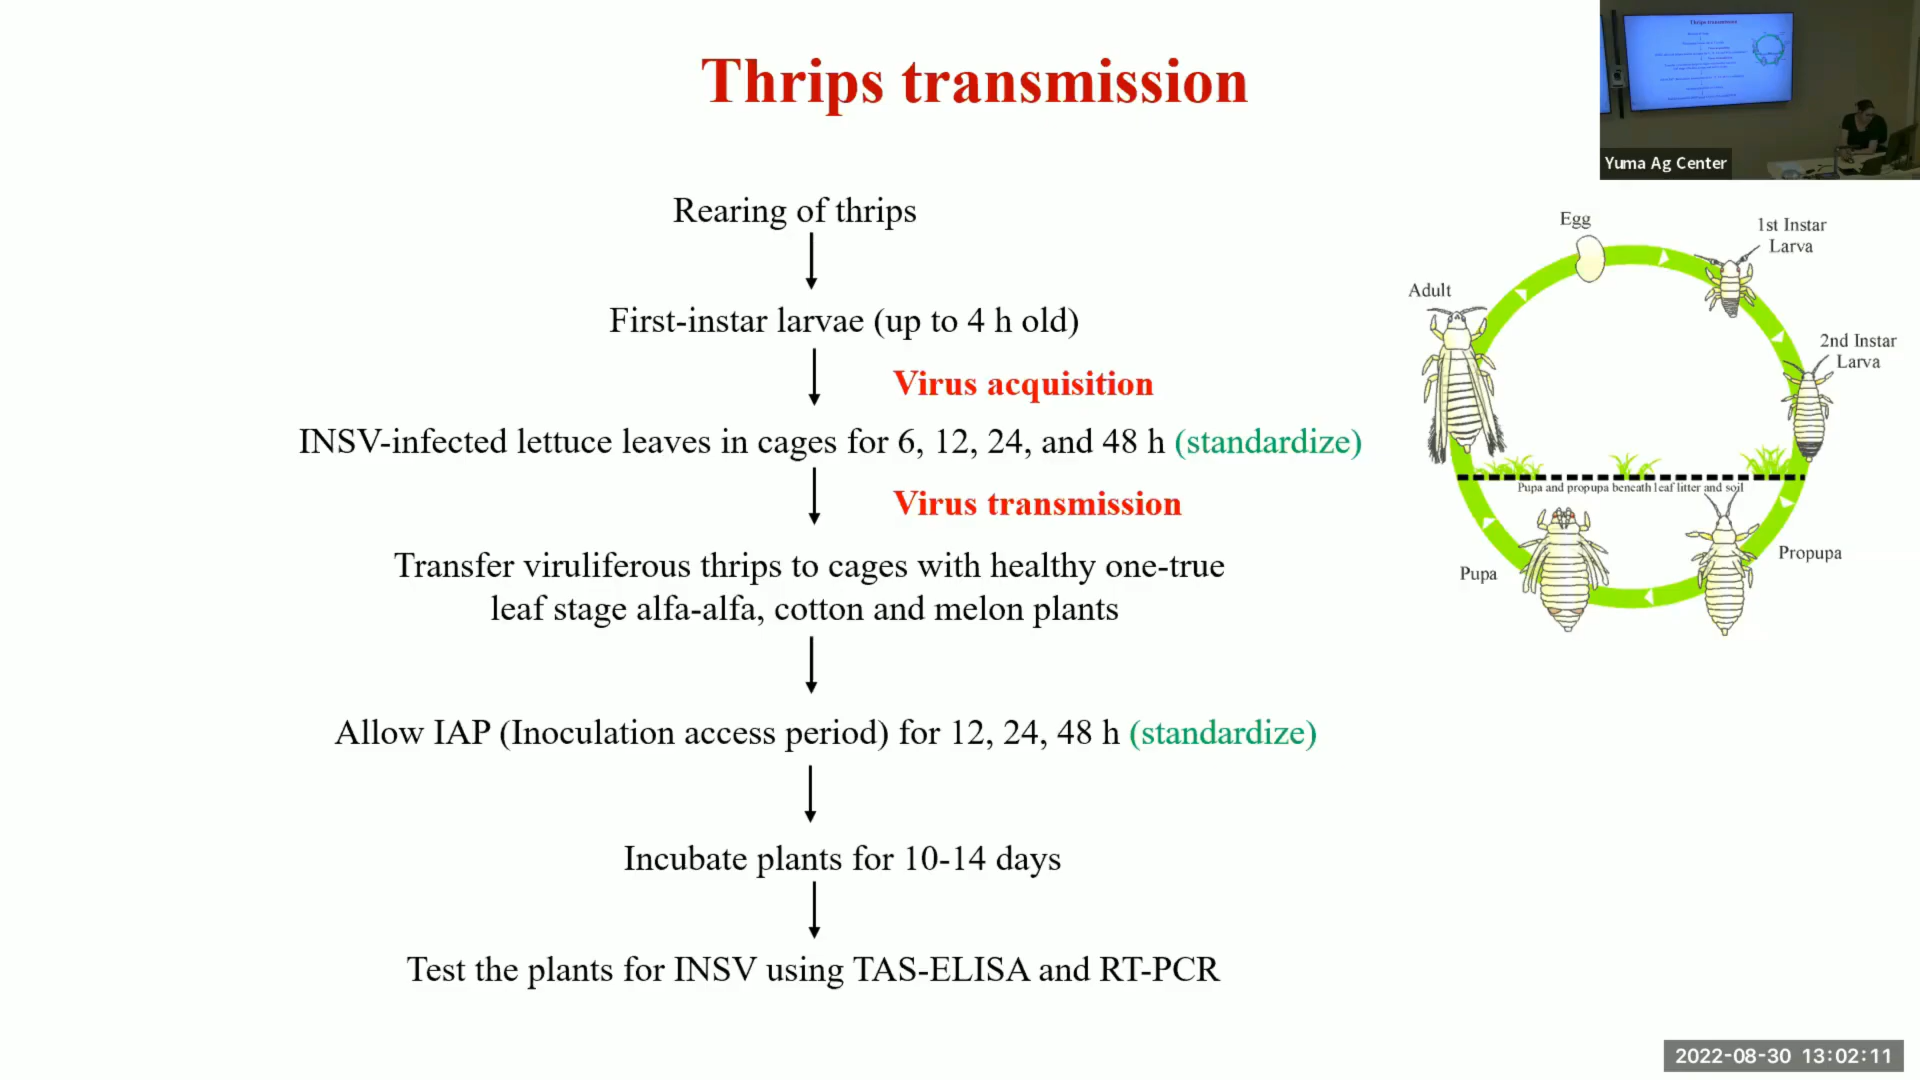 Thrips transmission
Yuma Ag Center
Rearing of thrips
First-instar larvae (up to 4 h old)
Virus acquisition
INSV-infected lettuce leaves in cages for 6, 12, 24, and 48 h (standardize)
Virus transmission
Transfer viruliferous thrips to cages with healthy one-true
leaf stage alfa-alfa, cotton and melon plants
Allow IAP (Inoculation access period) for 12, 24, 48 h (standardize)
Incubate plants for 10-14 days
Test the plants for INSV using TAS-ELISA and RT-PCR
Egg
1st Instar
Larva
Adult
2nd Instar
Larva
Pupa and propupa beneath leaf litter and soil
Propupa
Pupa
2022-08-30 13:02:11